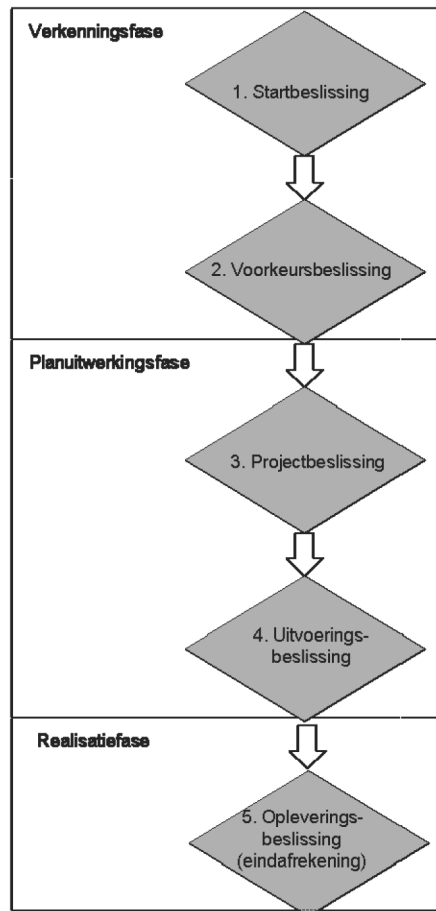 Verkenningsfase
1. Startbeslissing
2. Voorkeursbeslissing
Planuitwerkingsfase
3. Projectbeslissing
4. Uitvoerings-
beslissing
Realisatiefase
5. Opleverings-
beslissing
(eindafrekening)